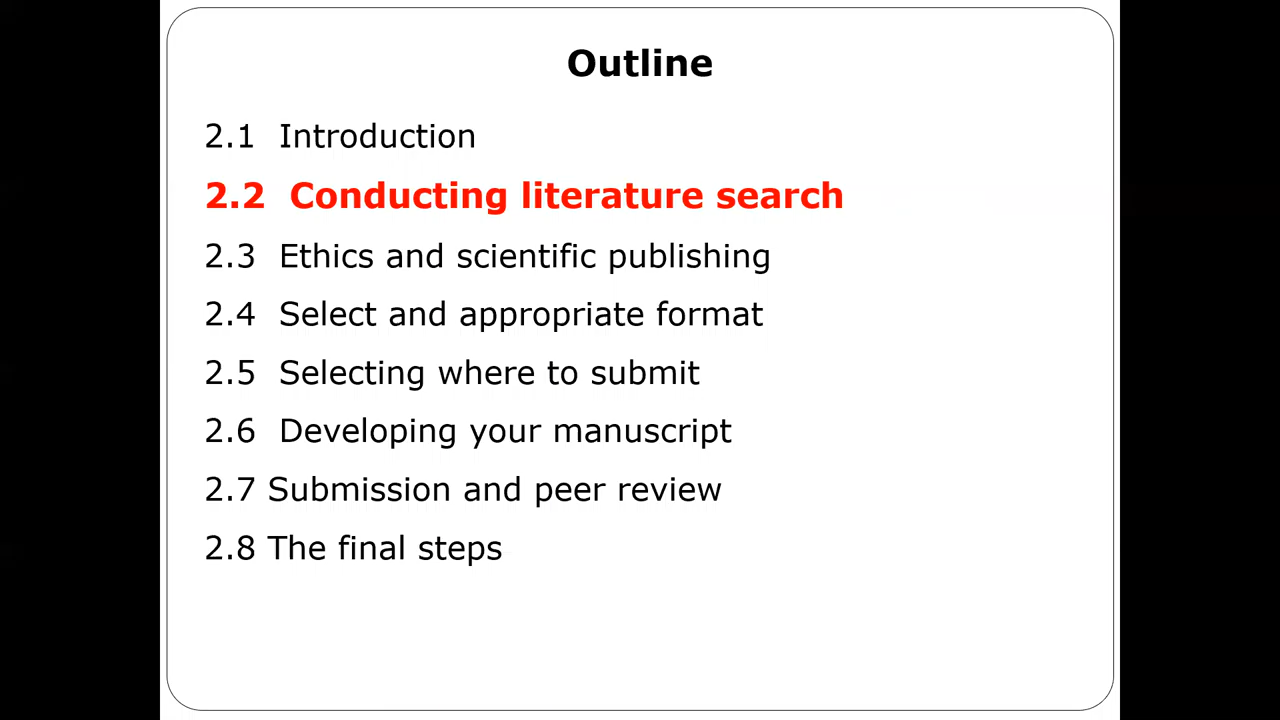 Outline
2.1 Introduction
2.2 Conducting literature search
2.3 Ethics and scientific publishing
2.4 Select and appropriate format
2.5 Selecting where to submit
2.6 Developing your manuscript
2.7 Submission and peer review
2.8 The final steps